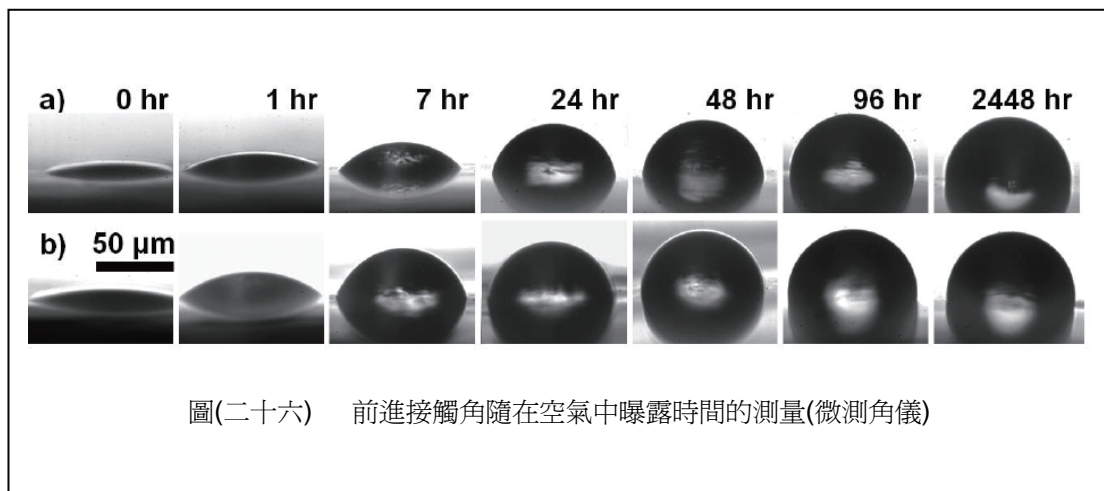 a) 0 hr 1 hr 7 hr 24 hr 48 hr 96 hr 2448 hr
b) 50 μm
圖(二十六) 前進接觸角隨在空氣中曝露時間的測量(微測角儀)